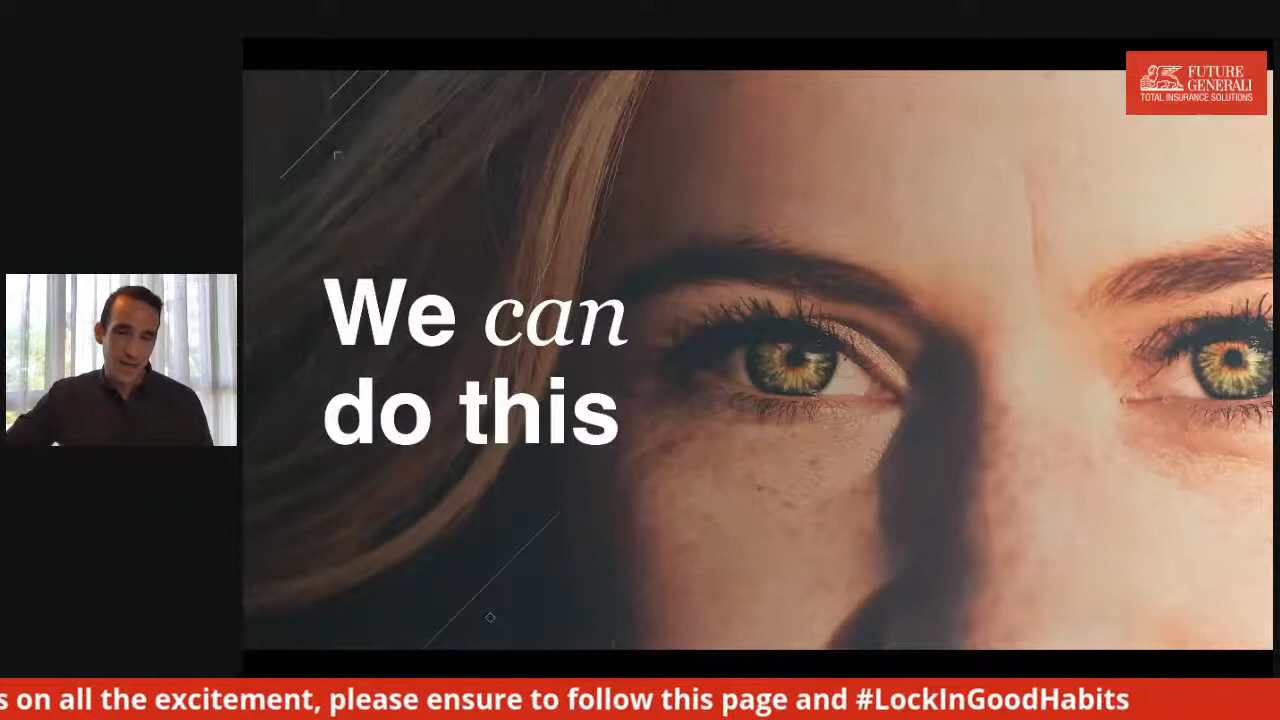 FUTURE
GENERALI
TOTAL INSURANCE SOLUTIONS
We can
do this
s on all the excitement, please ensure to follow this page and #LockInGoodHabits